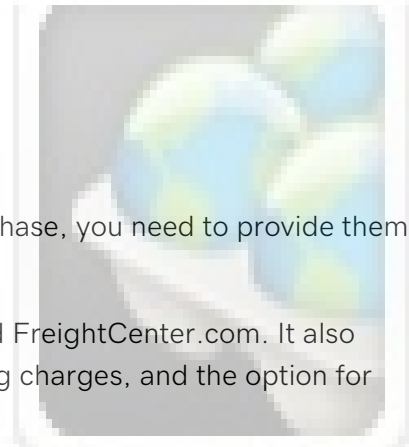 hase, you need to provide them
d FreightCenter.com. It also
g charges, and the option for